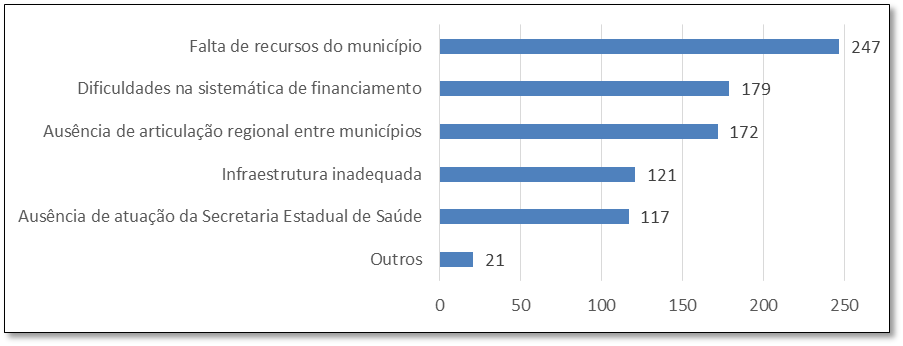 Falta de recursos do município 247
Dificuldades na sistemática de financiamento 179
Ausência de articulação regional entre municípios 172
Infraestrutura inadequada 121
Ausência de atuação da Secretaria Estadual de Saúde 117
Outros 21
0 50 100 150 200 250